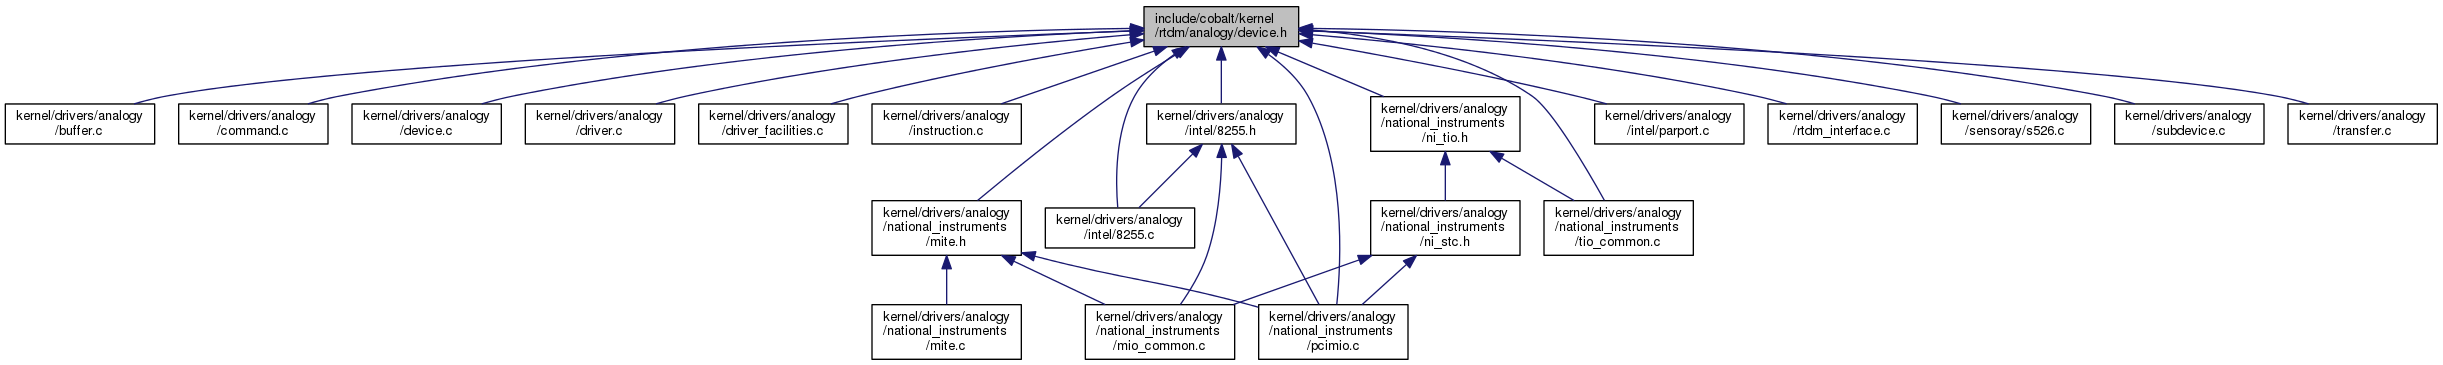 include/cobalt/kernel
/rtdm/analogy/device.h
kernel/drivers/analogy
/buffer.c
kernel/drivers/analogy
/command.c
kernel/drivers/analogy
/device.c
kernel/drivers/analogy
/driver.c
kernel/drivers/analogy
/driver_facilities.c
kernel/drivers/analogy
/instruction.c
kernel/drivers/analogy
/intel/8255.h
kernel/drivers/analogy
/national_instruments
/ni_tio.h
kernel/drivers/analogy
/intel/parport.c
kernel/drivers/analogy
/rtdm_interface.c
kernel/drivers/analogy
/sensoray/s526.c
kernel/drivers/analogy
/subdevice.c
kernel/drivers/analogy
/transfer.c
kernel/drivers/analogy
/national_instruments
/mite.h
kernel/drivers/analogy
/intel/8255.c
kernel/drivers/analogy
/national_instruments
/ni_stc.h
kernel/drivers/analogy
/national_instruments
/tio_common.c
kernel/drivers/analogy
/national_instruments
/mite.c
kernel/drivers/analogy
/national_instruments
/mio_common.c
kernel/drivers/analogy
/national_instruments
/pcimio.c